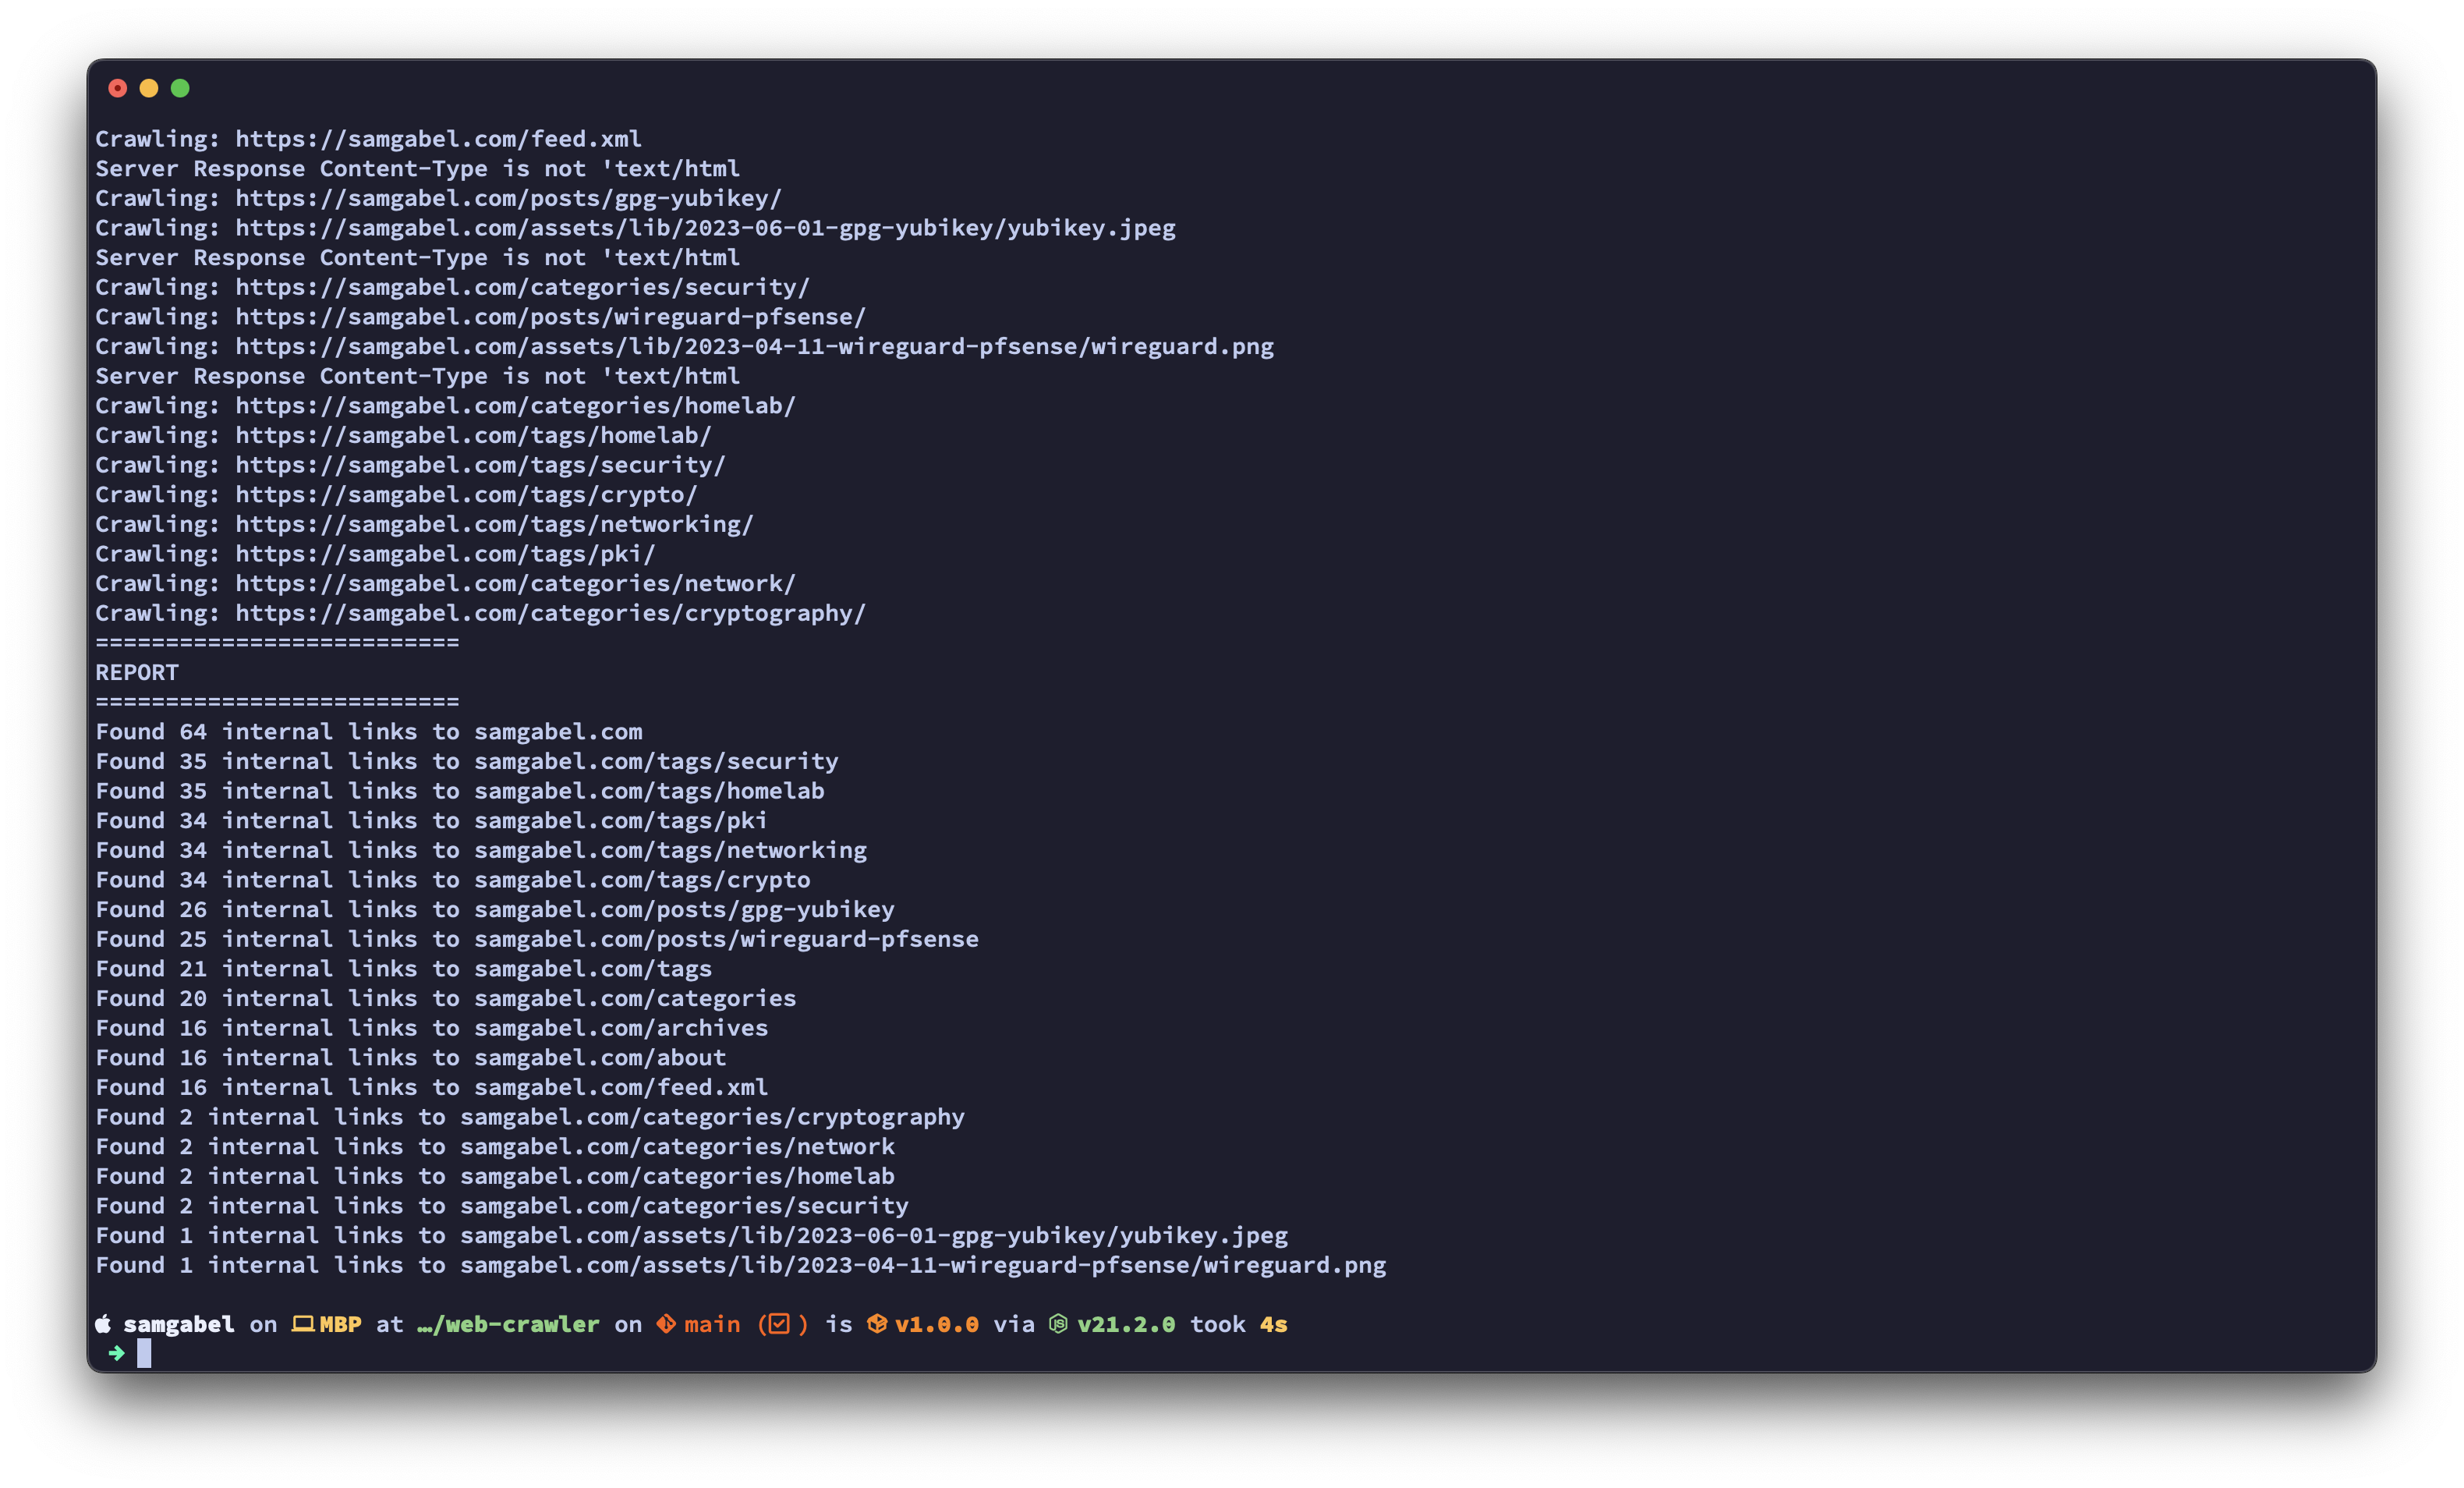 Crawling: https://samgabel.com/feed.xml
Server Response Content-Type is not 'text/html
Crawling: https://samgabel.com/posts/gpg-yubikey/
Crawling: https://samgabel.com/assets/lib/2023-06-01-gpg-yubikey/yubikey.jpeg
Server Response Content-Type is not 'text/html
Crawling: https://samgabel.com/categories/security/
Crawling: https://samgabel.com/posts/wireguard-pfsense/
Crawling: https://samgabel.com/assets/lib/2023-04-11-wireguard-pfsense/wireguard.png
Server Response Content-Type is not 'text/html
Crawling: https://samgabel.com/categories/homelab/
Crawling: https://samgabel.com/tags/homelab/
Crawling: https://samgabel.com/tags/security/
Crawling: https://samgabel.com/tags/crypto/
Crawling: https://samgabel.com/tags/networking/
Crawling: https://samgabel.com/tags/pki/
Crawling: https://samgabel.com/categories/network/
Crawling: https://samgabel.com/categories/cryptography/
==========================
REPORT
==========================
Found 64 internal links to samgabel.com
Found 35 internal links to samgabel.com/tags/security
Found 35 internal links to samgabel.com/tags/homelab
Found 34 internal links to samgabel.com/tags/pki
Found 34 internal links to samgabel.com/tags/networking
Found 34 internal links to samgabel.com/tags/crypto
Found 26 internal links to samgabel.com/posts/gpg-yubikey
Found 25 internal links to samgabel.com/posts/wireguard-pfsense
Found 21 internal links to samgabel.com/tags
Found 20 internal links to samgabel.com/categories
Found 16 internal links to samgabel.com/archives
Found 16 internal links to samgabel.com/about
Found 16 internal links to samgabel.com/feed.xml
Found 2 internal links to samgabel.com/categories/cryptography
Found 2 internal links to samgabel.com/categories/network
Found 2 internal links to samgabel.com/categories/homelab
Found 2 internal links to samgabel.com/categories/security
Found 1 internal links to samgabel.com/assets/lib/2023-06-01-gpg-yubikey/yubikey.jpeg
Found 1 internal links to samgabel.com/assets/lib/2023-04-11-wireguard-pfsense/wireguard.png
samgabel on MBP at …/web-crawler on main (☑ ) is v1.0.0 via v21.2.0 took 4s
➜